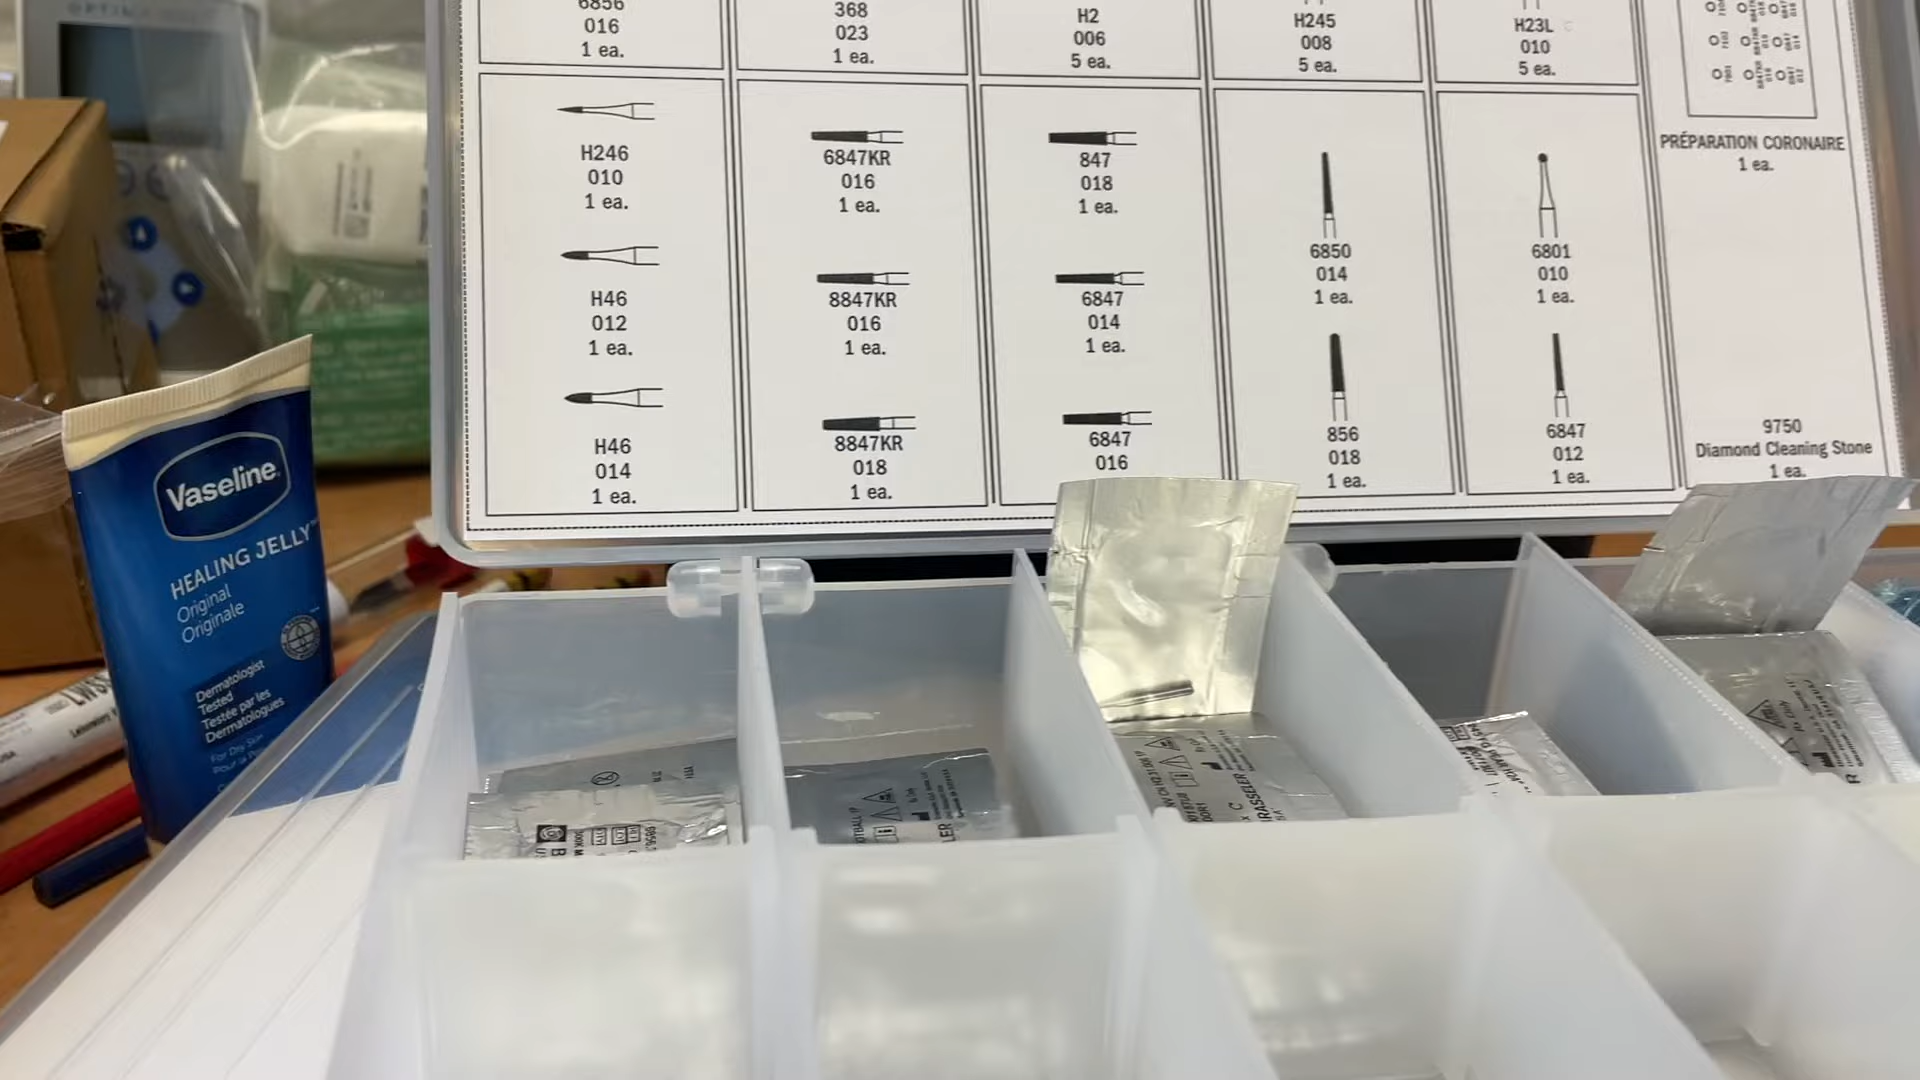 6856
016
1 ea.
368
023
1 ea.
H2
006
5 ea.
H245
008
5 ea.
H23L
010
5 ea.
H246
010
1 ea.
H46
012
1 ea.
H46
014
1 ea.
6847KR
016
1 ea.
8847KR
016
1 ea.
8847KR
018
1 ea.
847
018
1 ea.
6847
014
1 ea.
6847
016
6850
014
1 ea.
856
018
1 ea.
6801
010
1 ea.
6847
012
1 ea.
PRÉPARATION CORONAIRE
1 ea.
9750
Diamond Cleaning Stone
1 ea.
Vaseline
HEALING JELLY
Original
Originale
Dermatologist
Tested
Testée par les
Dermatologues
For Dry Skin